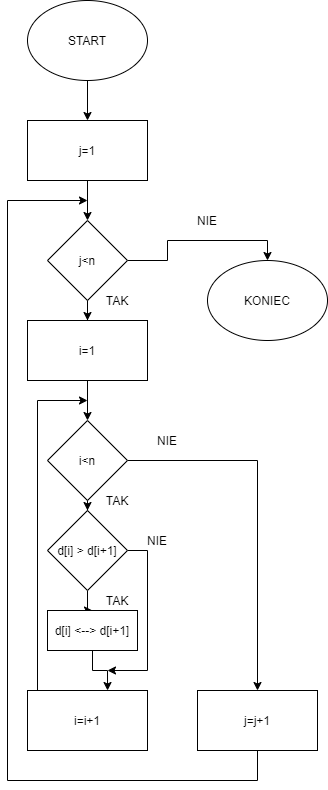 START
j=1
NIE
j<n
KONIEC
TAK
i=1
NIE
i<n
TAK
NIE
d[i] > d[i+1]
TAK
d[i] <--> d[i+1]
i=i+1
j=j+1